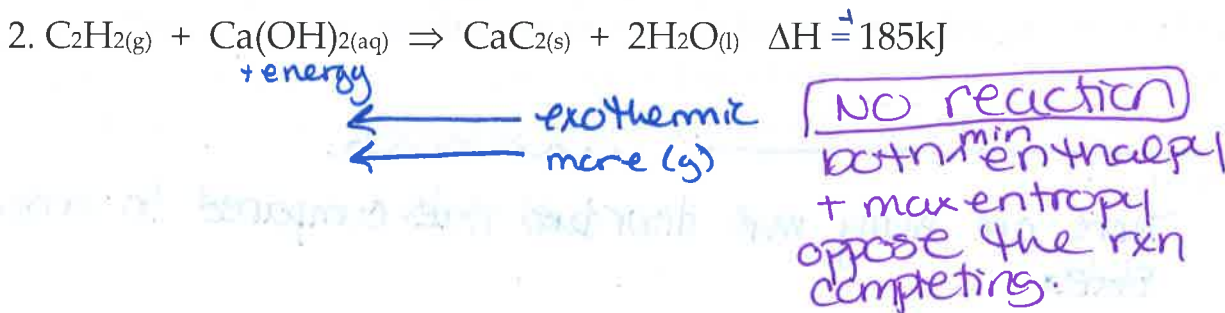 2. C₂H₂(g) + Ca(OH)₂(aq) ⇒ CaC₂(s) + 2H₂O(l) ΔH = +185kJ
+ energy
← exothermic
← more (g)
NO reaction
both min enthalpy
+ max entropy
oppose the rxn
completing.